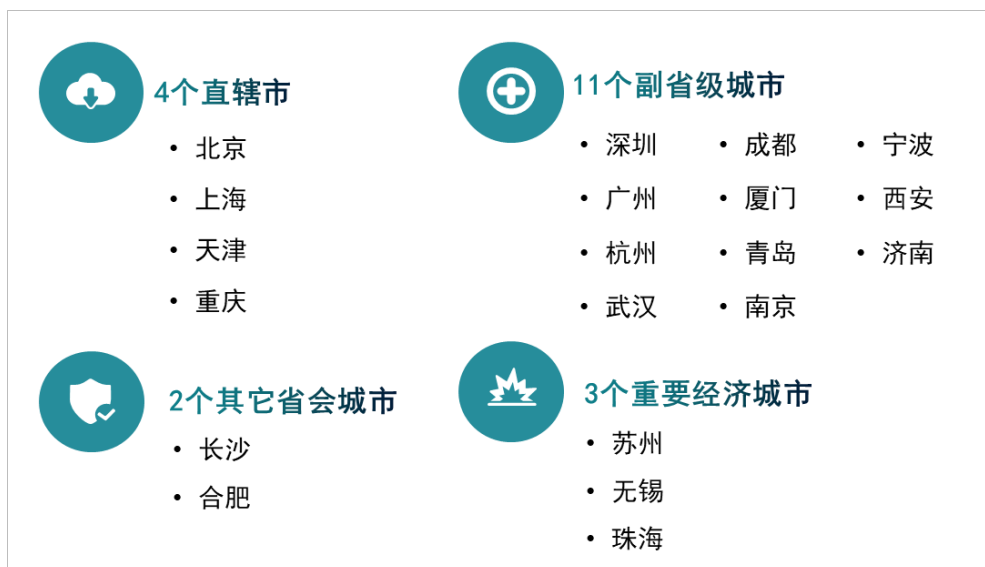 4个直辖市
• 北京
• 上海
• 天津
• 重庆
11个副省级城市
• 深圳 • 成都 • 宁波
• 广州 • 厦门 • 西安
• 杭州 • 青岛 • 济南
• 武汉 • 南京
2个其它省会城市
• 长沙
• 合肥
3个重要经济城市
• 苏州
• 无锡
• 珠海